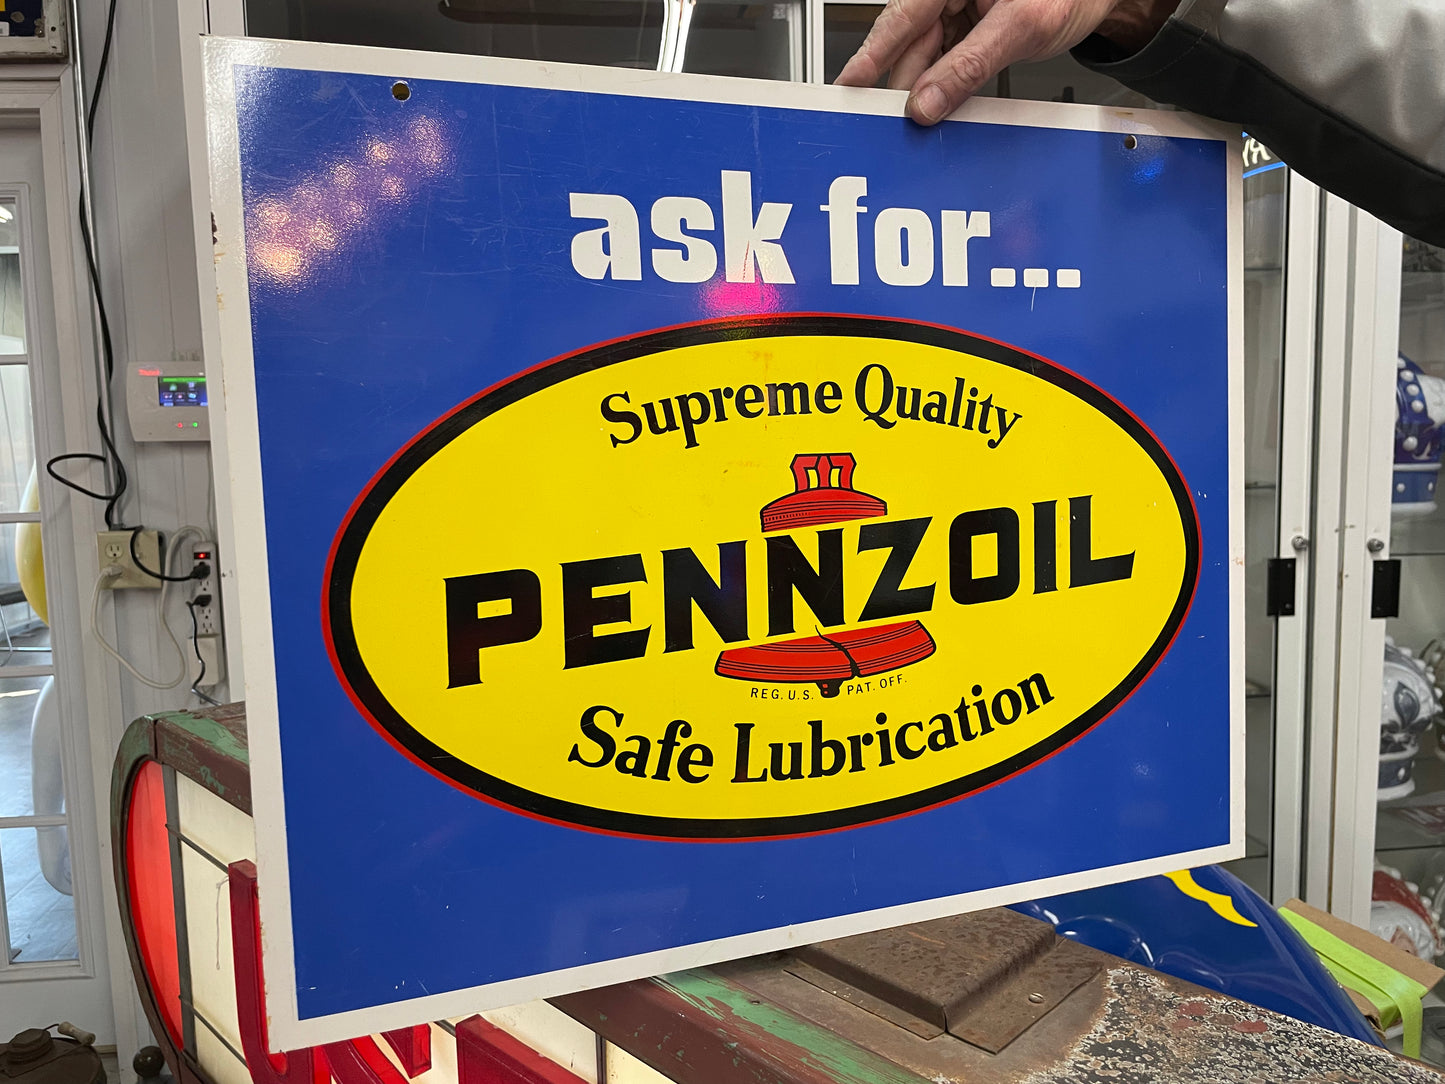 ask for...
Supreme Quality
PENNZOIL
REG. U.S. PAT. OFF.
Safe Lubrication